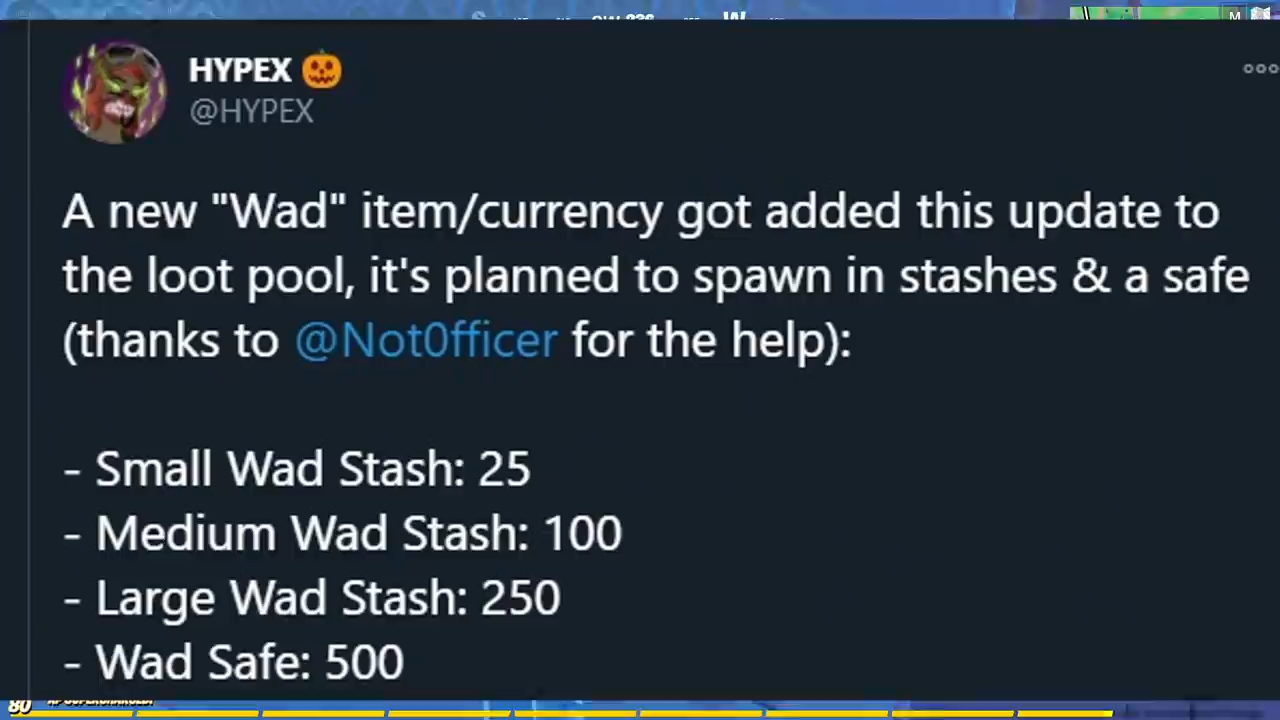 HYPEX 🎃
@HYPEX
A new "Wad" item/currency got added this update to
the loot pool, it's planned to spawn in stashes & a safe
(thanks to @Not0fficer for the help):
- Small Wad Stash: 25
- Medium Wad Stash: 100
- Large Wad Stash: 250
- Wad Safe: 500
80